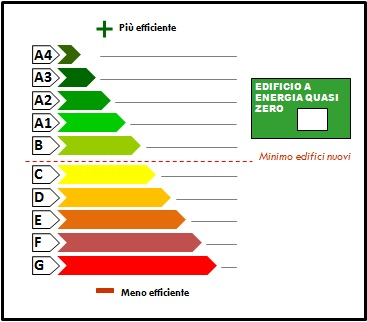 + Più efficiente
A4
A3
A2
A1
B
EDIFICIO A
ENERGIA QUASI
ZERO
Minimo edifici nuovi
C
D
E
F
G
Meno efficiente